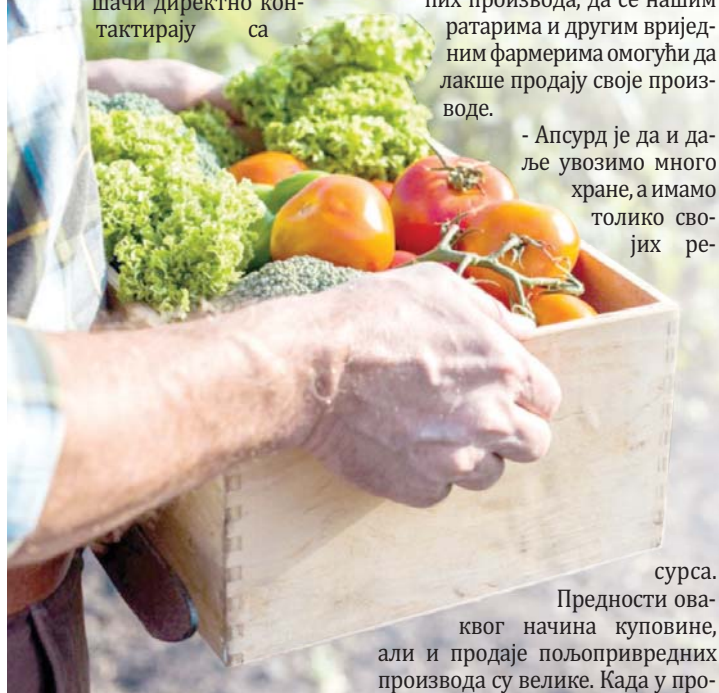 шачи директно кон-
тактирају са
них производа, да се нашим
ратарима и другим вријед-
ним фармерима омогући да
лакше продају своје произ-
воде.
- Апсурд је да и да-
ље увозимо много
хране, а имамо
толико сво-
јих ре-
сурса.
Предности ова-
квог начина куповине,
али и продаје пољопривредних
производа су велике. Када у про-